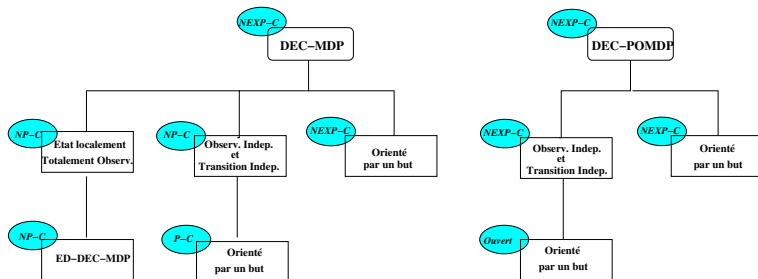 NEXP−C
DEC−MDP
NEXP−C
DEC−POMDP
NP−C
Etat localement
Totalement Observ.
NP−C
Observ. Indep.
et
Transition Indep.
NEXP−C
Orienté
par un but
NEXP−C
Observ. Indep.
et
Transition Indep.
NEXP−C
Orienté
par un but
NP−C
ED−DEC−MDP
P−C
Orienté
par un but
Ouvert
Orienté
par un but